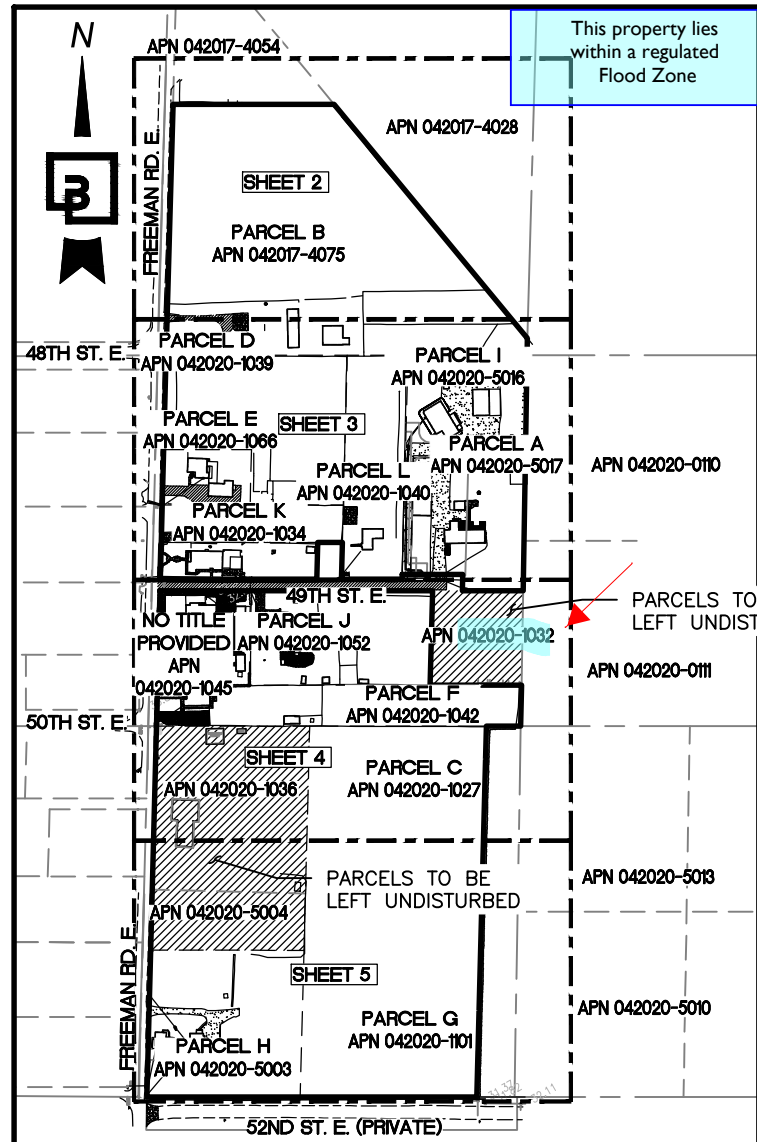 This property lies
within a regulated
Flood Zone
N
B
APN 042017-4054
APN 042017-4028
FREEMAN RD. E.
SHEET 2
PARCEL B
APN 042017-4075
48TH ST. E.
PARCEL D
APN 042020-1039
PARCEL I
APN 042020-5016
PARCEL E
APN 042020-1066
SHEET 3
PARCEL A
APN 042020-5017
APN 042020-0110
PARCEL L
APN 042020-1040
PARCEL K
APN 042020-1034
49TH ST. E.
NO TITLE
PROVIDED
APN
042020-1045
PARCEL J
APN 042020-1052
APN 042020-1032
PARCELS TO
LEFT UNDIST
APN 042020-0111
PARCEL F
APN 042020-1042
50TH ST. E.
SHEET 4
APN 042020-1036
PARCEL C
APN 042020-1027
PARCELS TO BE
LEFT UNDISTURBED
APN 042020-5013
APN 042020-5004
FREEMAN RD. E.
SHEET 5
PARCEL G
APN 042020-1101
APN 042020-5010
PARCEL H
APN 042020-5003
52ND ST. E. (PRIVATE)